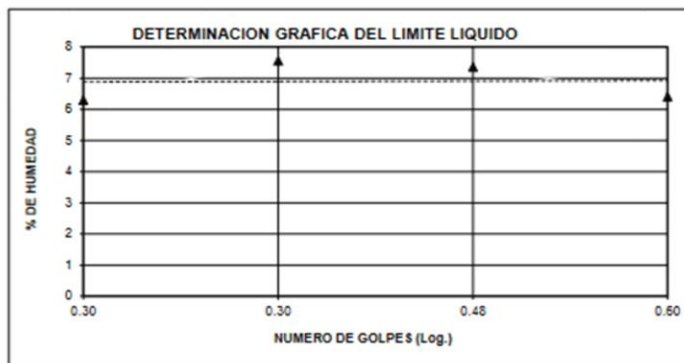 DETERMINACION GRAFICA DEL LIMITE LIQUIDO
8
7
6
5
4
3
2
1
0
% DE HUMEDAD
0.30 0.30 0.48 0.60
NUMERO DE GOLPES (Log.)